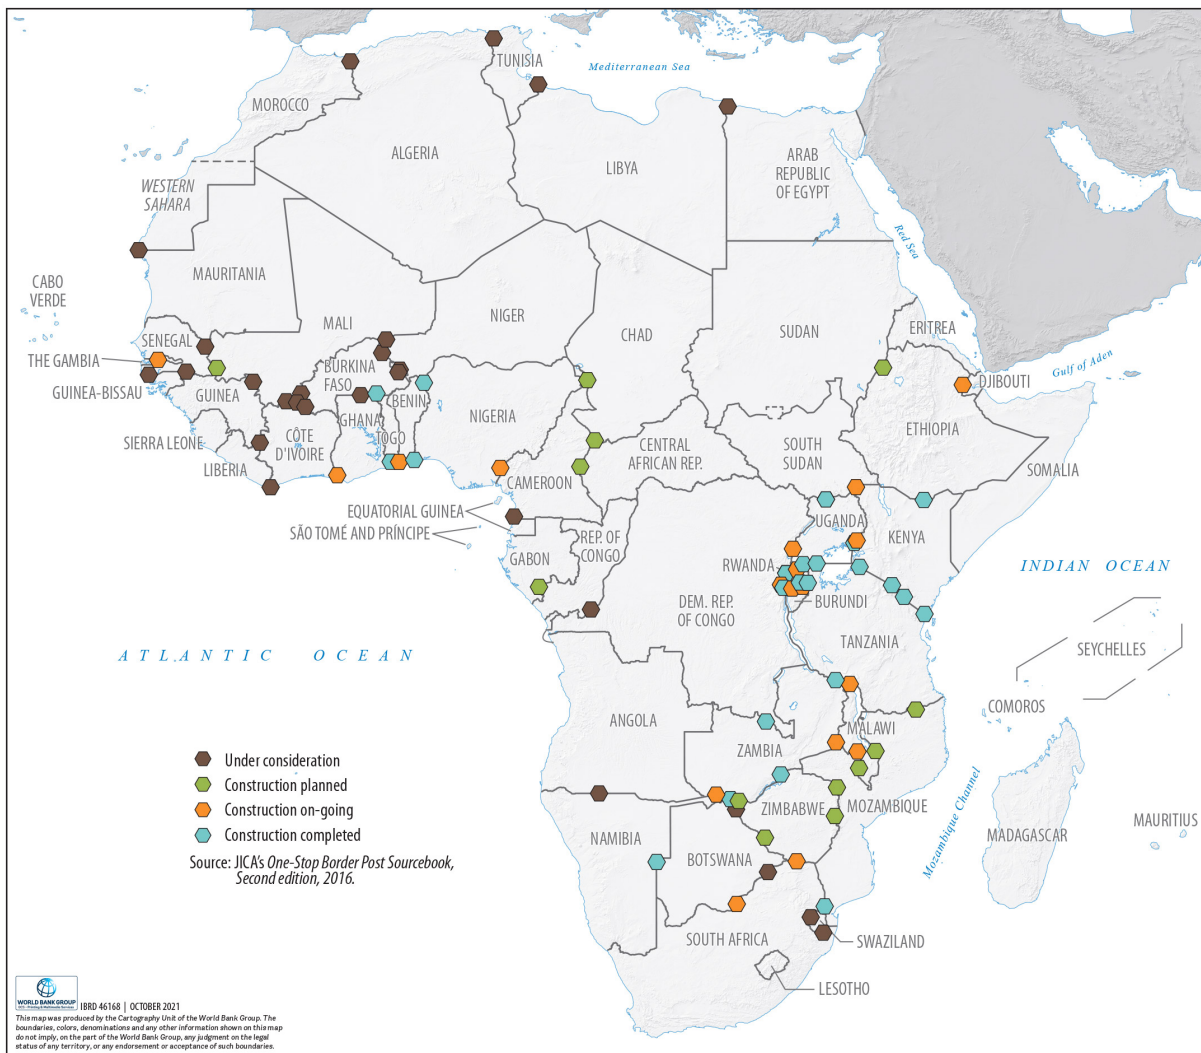 Mediterranean Sea
TUNISIA
MOROCCO
ALGERIA
LIBYA
ARAB
REPUBLIC
OF EGYPT
WESTERN
SAHARA
Red Sea
CABO
VERDE
MAURITANIA
MALI
NIGER
CHAD
SUDAN
ERITREA
SENEGAL
THE GAMBIA
GUINEA-BISSAU
GUINEA
BURKINA
FASO
BENIN
GHANA
TOGO
NIGERIA
Gulf of Aden
DJIBOUTI
ETHIOPIA
SIERRA LEONE
CÔTE
D'IVOIRE
LIBERIA
CENTRAL
AFRICAN REP.
SOUTH
SUDAN
SOMALIA
CAMEROON
EQUATORIAL GUINEA
SÃO TOMÉ AND PRÍNCIPE
UGANDA
KENYA
GABON
REP. OF
CONGO
RWANDA
INDIAN OCEAN
DEM. REP.
OF CONGO
BURUNDI
TANZANIA
ATLANTIC OCEAN
SEYCHELLES
COMOROS
ANGOLA
MALAWI
ZAMBIA
Mozambique Channel
ZIMBABWE
MOZAMBIQUE
MADAGASCAR
MAURITIUS
NAMIBIA
BOTSWANA
SOUTH AFRICA
SWAZILAND
LESOTHO
Under consideration
Construction planned
Construction on-going
Construction completed
Source: JICA's One-Stop Border Post Sourcebook,
Second edition, 2016.
WORLD BANK GROUP
IBRD 46168 | OCTOBER 2021
This map was produced by the Cartography Unit of the World Bank Group. The
boundaries, colors, denominations and any other information shown on this map
do not imply, on the part of the World Bank Group, any judgment on the legal
status of any territory, or any endorsement or acceptance of such boundaries.